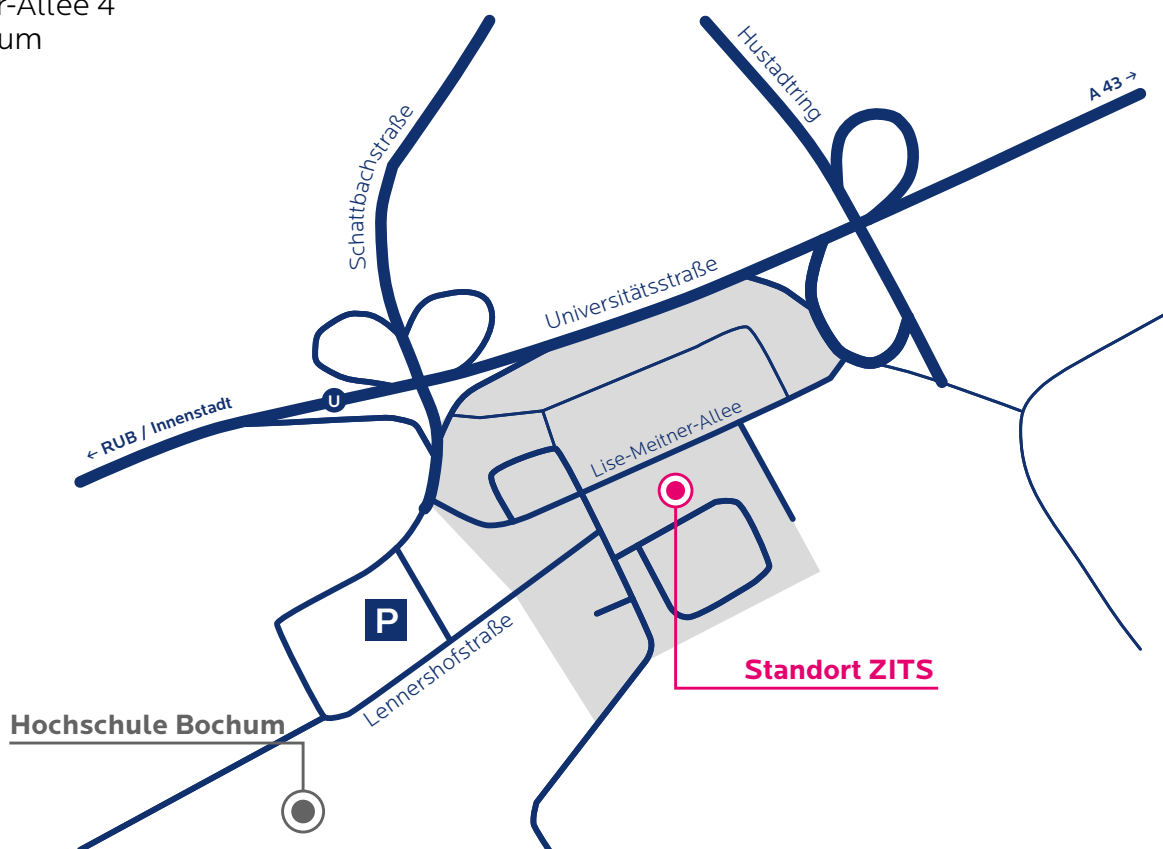 r-Allee 4
um
Hustadtring
A 43 →
Schattbachstraße
Universitätsstraße
U
← RUB / Innenstadt
Lise-Meitner-Allee
P
Lennershofstraße
Standort ZITS
Hochschule Bochum